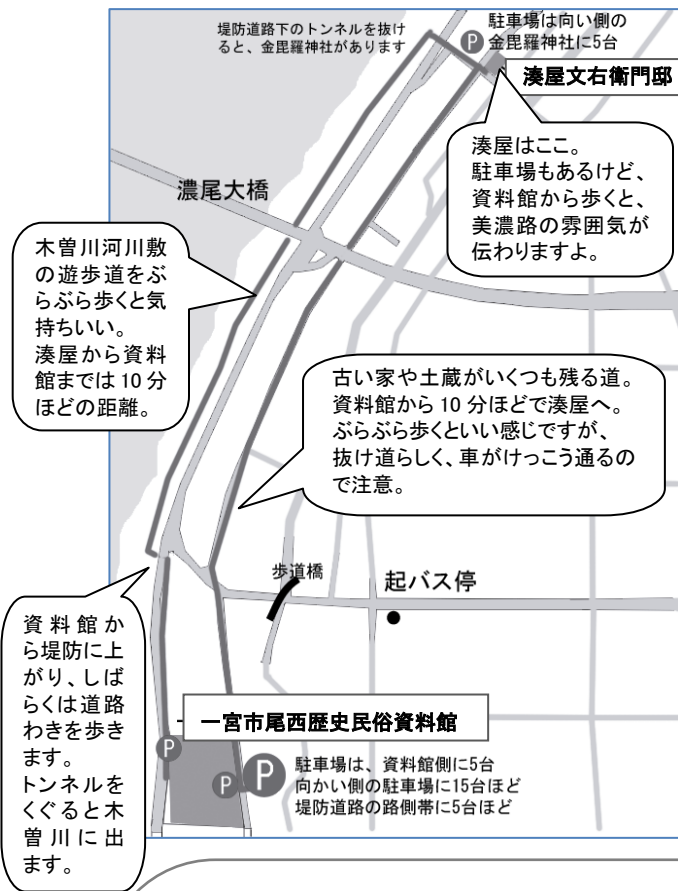 堤防道路下のトンネルを抜け
ると、金毘羅神社があります
P
駐車場は向い側の
金毘羅神社に5台
湊屋文右衛門邸
湊屋はここ。
駐車場もあるけど、
資料館から歩くと、
美濃路の雰囲気が
伝わりますよ。
濃尾大橋
木曽川河川敷
の遊歩道をぶ
らぶら歩くと気
持ちいい。
湊屋から資料
館までは10分
ほどの距離。
古い家や土蔵がいくつも残る道。
資料館から10分ほどで湊屋へ。
ぶらぶら歩くといい感じですが、
抜け道らしく、車がけっこう通るの
で注意。
歩道橋
起バス停
資料館か
ら堤防に上
がり、しば
らくは道路
わきを歩き
ます。
トンネルを
くぐると木
曽川に出
ます。
一宮市尾西歴史民俗資料館
P
P
P
駐車場は、資料館側に5台
向かい側の駐車場に15台ほど
堤防道路の路側帯に5台ほど